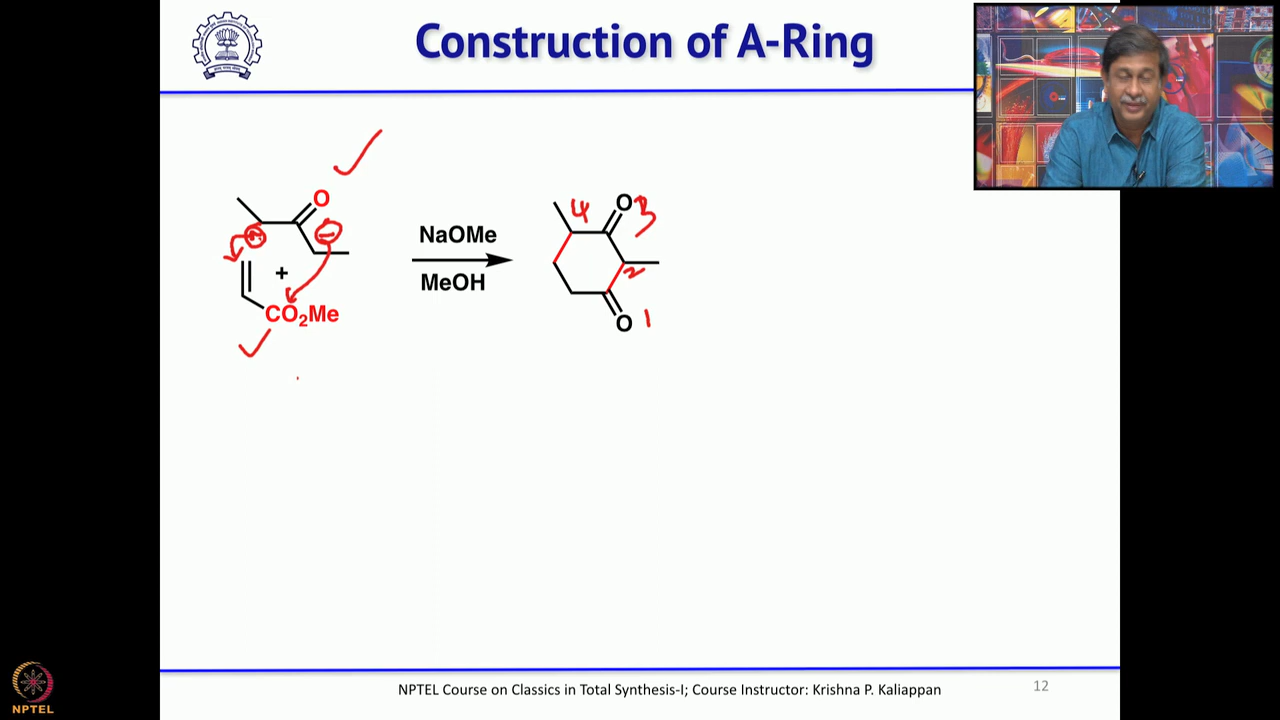 Construction of A-Ring
O
+
CO2Me
NaOMe
MeOH
4
O 3
2
O 1
NPTEL Course on Classics in Total Synthesis-I; Course Instructor: Krishna P. Kaliappan
12
NPTEL